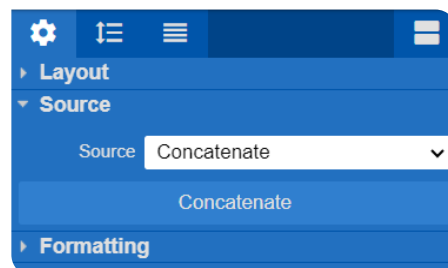 Layout
Source
Source Concatenate
Concatenate
Formatting